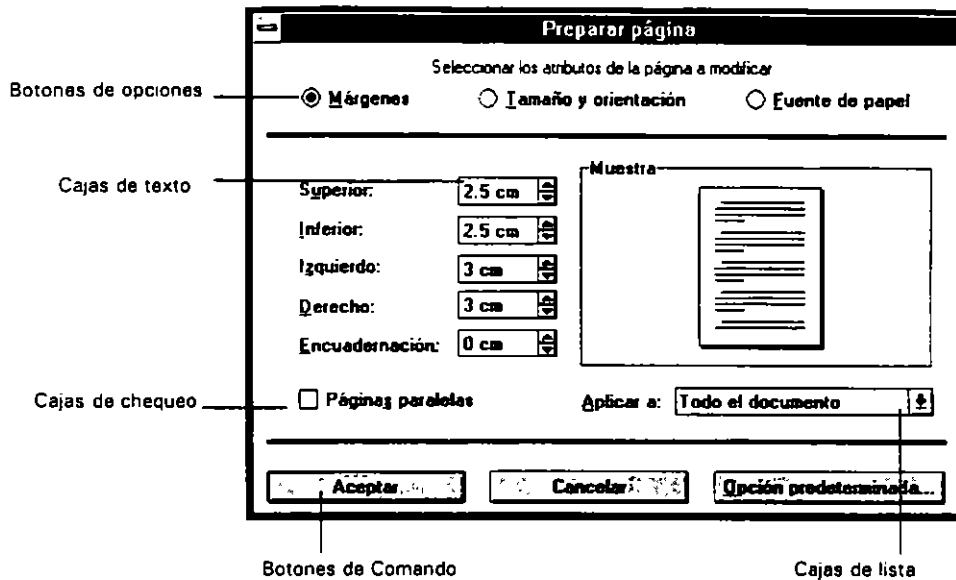 Preparar página
Seleccionar los atributos de la página a modificar
Botones de opciones
Márgenes
Tamaño y orientación
Fuente de papel
Cajas de texto
Superior:
2.5 cm
Muestra
Inferior:
2.5 cm
Izquierdo:
3 cm
Derecho:
3 cm
Encuadernación:
0 cm
Cajas de chequeo
Páginas paralelas
Aplicar a:
Todo el documento
Aceptar
Cancelar
Opción predeterminada...
Botones de Comando
Cajas de lista